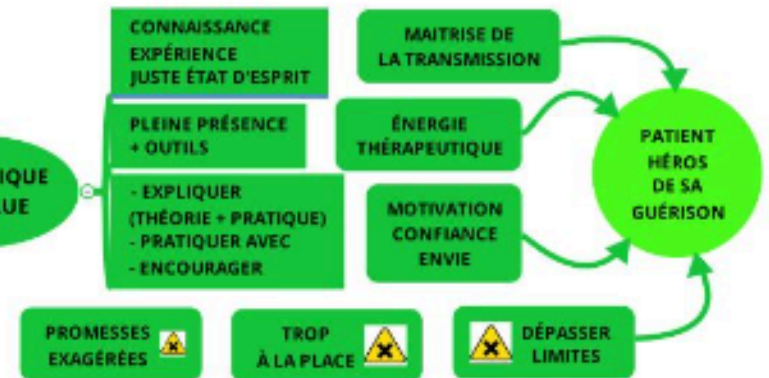 CONNAISSANCE
EXPÉRIENCE
JUSTE ÉTAT D'ESPRIT
MAITRISE DE
LA TRANSMISSION
PLEINE PRÉSENCE
+ OUTILS
ÉNERGIE
THÉRAPEUTIQUE
PATIENT
HÉROS
DE SA
GUÉRISON
IQUE
UE
- EXPLIQUER
(THÉORIE + PRATIQUE)
- PRATIQUER AVEC
- ENCOURAGER
MOTIVATION
CONFIANCE
ENVIE
PROMESSES
EXAGÉRÉES
TROP
À LA PLACE
DÉPASSER
LIMITES